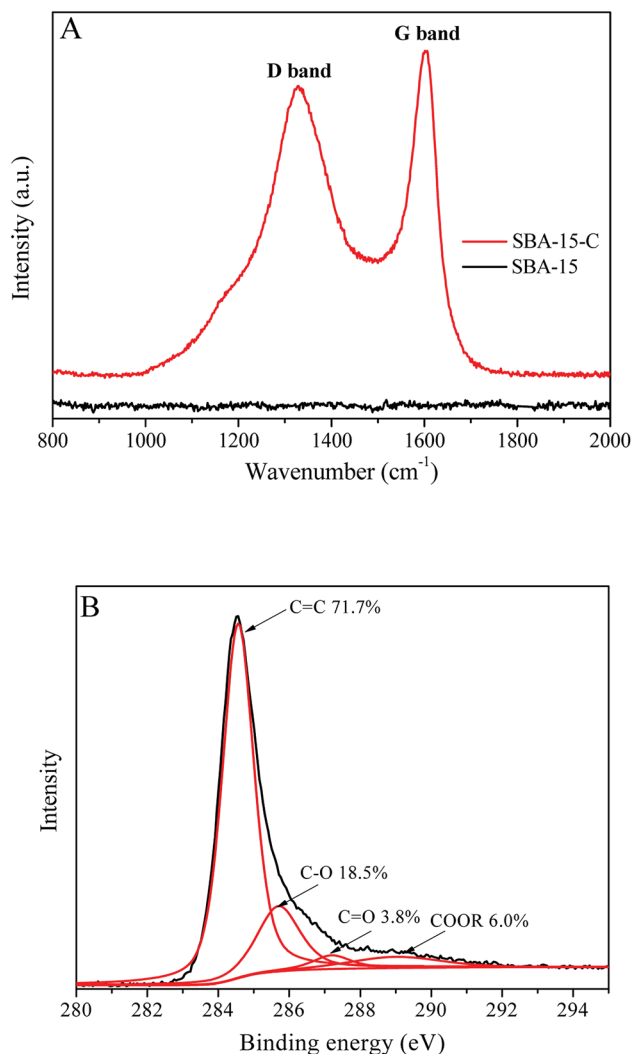 A
G band
D band
Intensity (a.u.)
SBA-15-C
SBA-15
800 1000 1200 1400 1600 1800 2000
Wavenumber (cm⁻¹)
B
C=C 71.7%
Intensity
C-O 18.5%
C=O 3.8%
COOR 6.0%
280 282 284 286 288 290 292 294
Binding energy (eV)